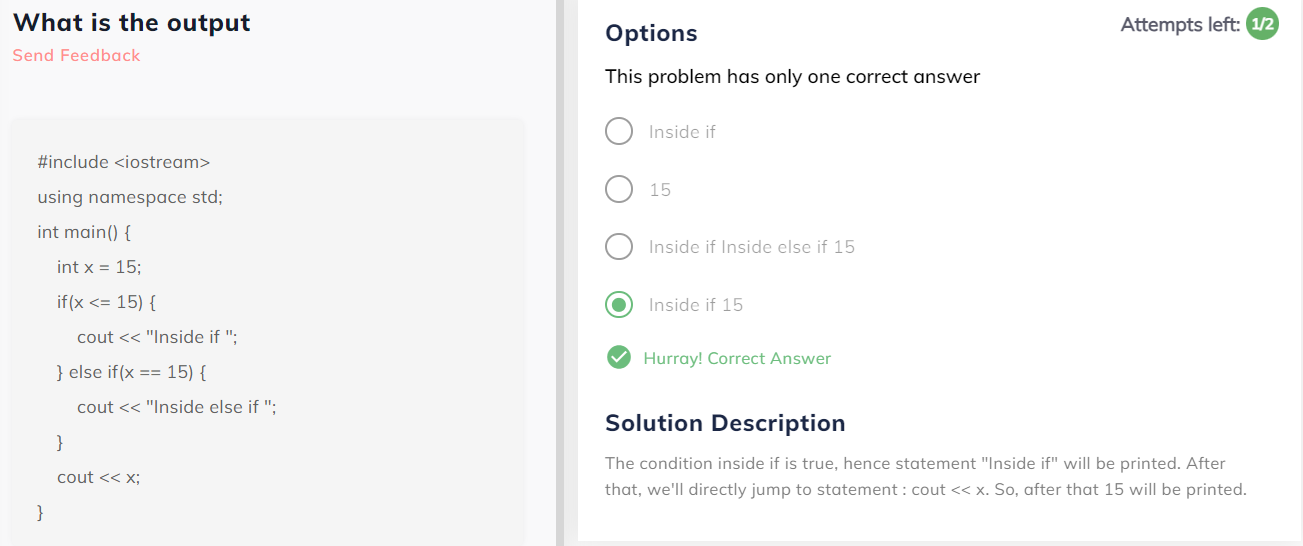 What is the output
Send Feedback
#include <iostream>
using namespace std;
int main() {
    int x = 15;
    if(x <= 15) {
        cout << "Inside if ";
    } else if(x == 15) {
        cout << "Inside else if ";
    }
    cout << x;
}
Options
Attempts left: 1/2
This problem has only one correct answer
Inside if
15
Inside if Inside else if 15
Inside if 15
Hurray! Correct Answer
Solution Description
The condition inside if is true, hence statement "Inside if" will be printed. After
that, we'll directly jump to statement : cout << x. So, after that 15 will be printed.